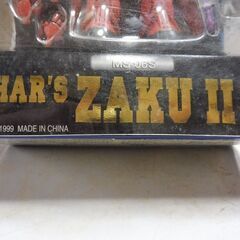 MS-06S
HAR'S ZAKU II
1999 MADE IN CHINA